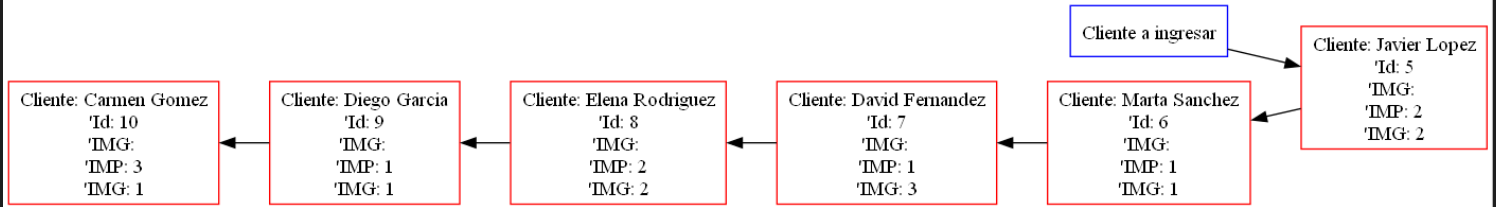 Cliente a ingresar
Cliente: Javier Lopez
'Id: 5
'IMG:
'IMP: 2
'IMG: 2
Cliente: Carmen Gomez
'Id: 10
'IMG:
'IMP: 3
'IMG: 1
Cliente: Diego Garcia
'Id: 9
'IMG:
'IMP: 1
'IMG: 1
Cliente: Elena Rodriguez
'Id: 8
'IMG:
'IMP: 2
'IMG: 2
Cliente: David Fernandez
'Id: 7
'IMG:
'IMP: 1
'IMG: 3
Cliente: Marta Sanchez
'Id: 6
'IMG:
'IMP: 1
'IMG: 1